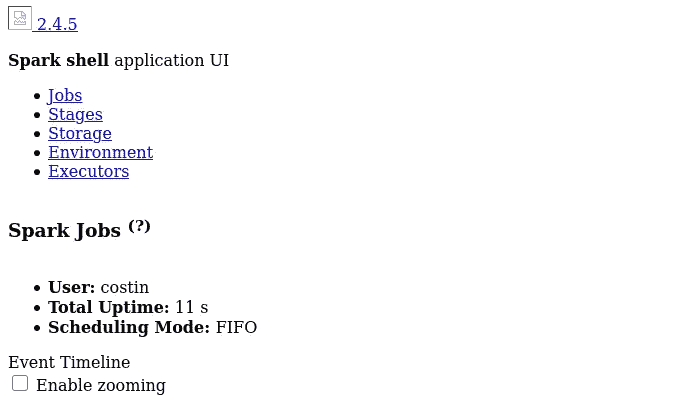 2.4.5
Spark shell application UI
Jobs
Stages
Storage
Environment
Executors
Spark Jobs (?)
User: costin
Total Uptime: 11 s
Scheduling Mode: FIFO
Event Timeline
Enable zooming